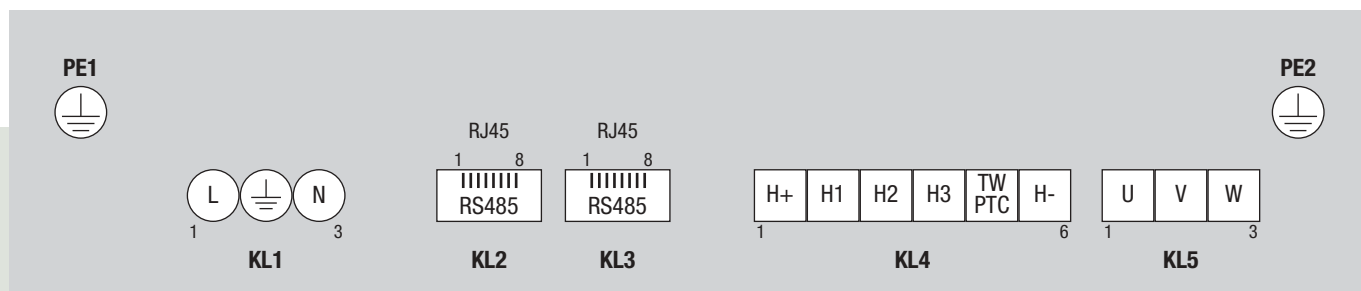 PE1
PE2
RJ45
RJ45
1 8
1 8
L
N
RS485
RS485
H+
H1
H2
H3
TW
PTC
H-
U
V
W
1
3
1
6
1
3
KL1
KL2
KL3
KL4
KL5